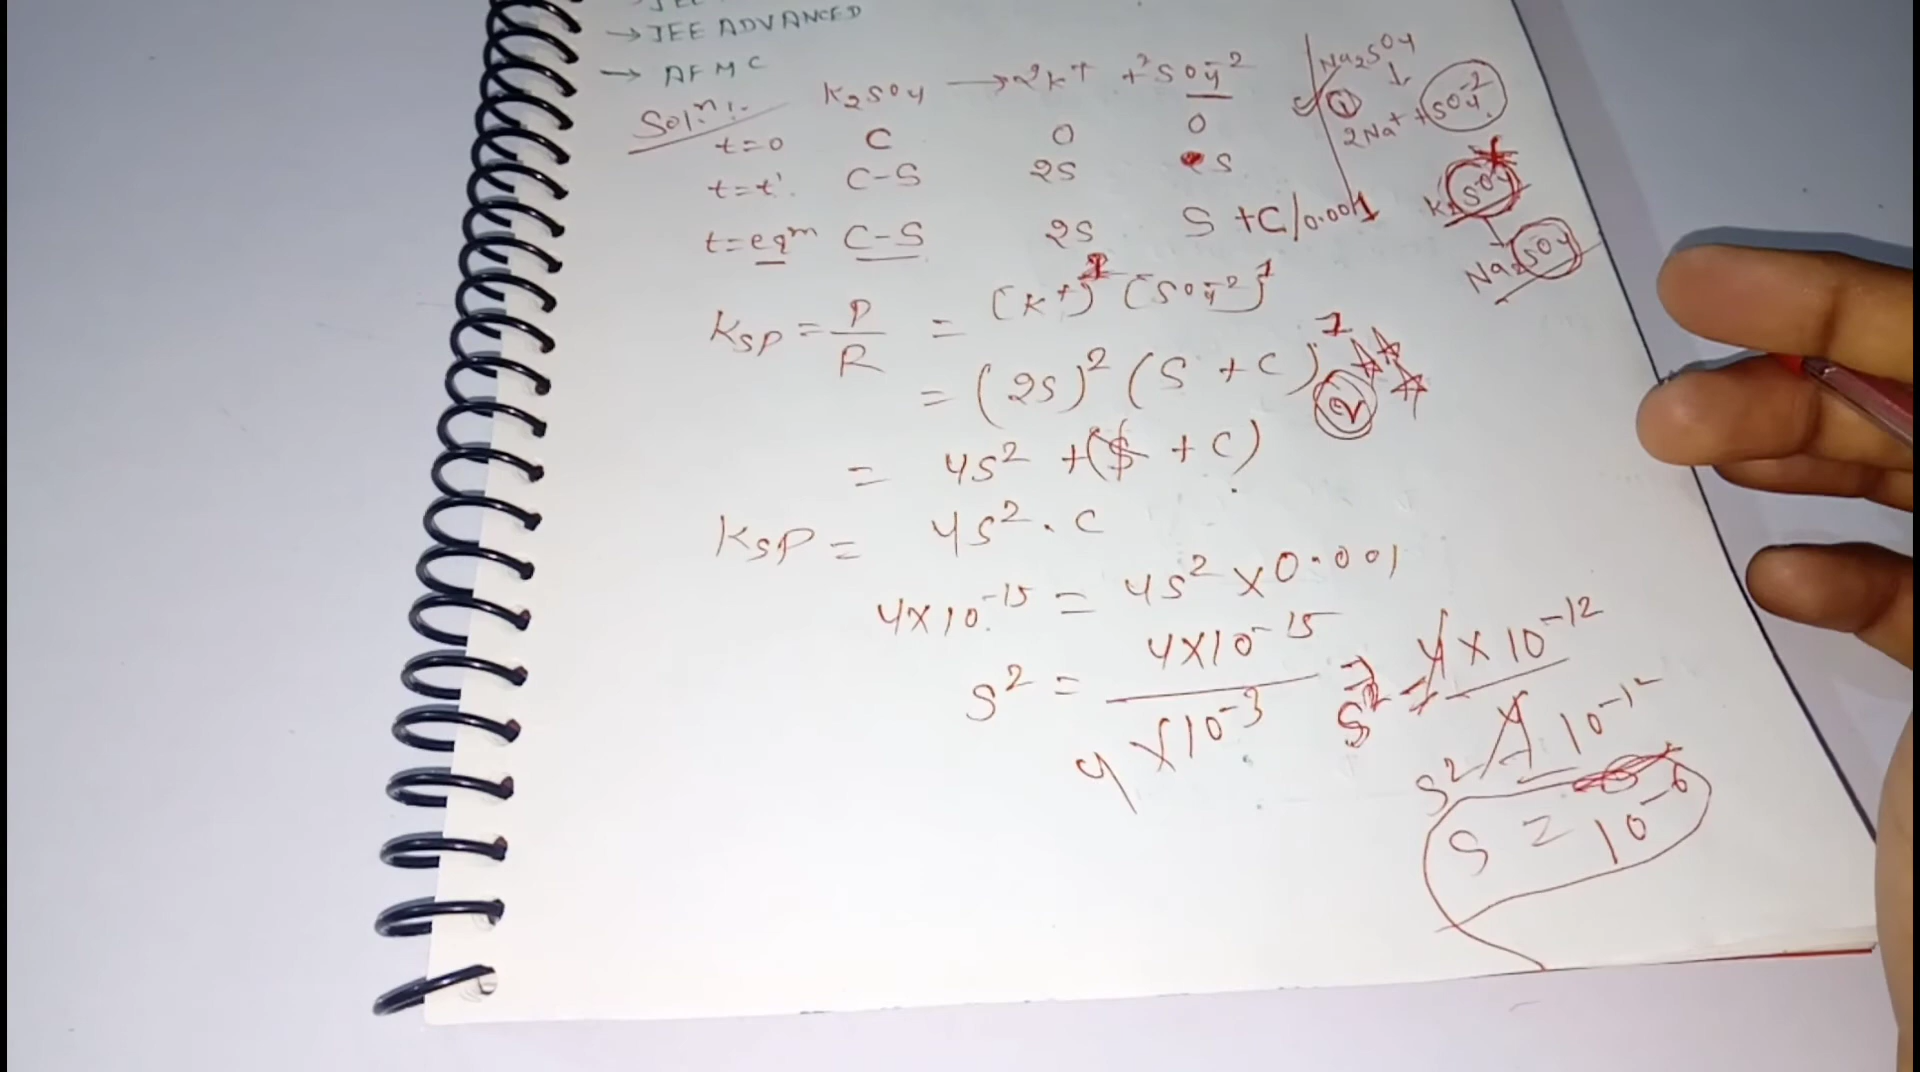 → JEE ADVANCED
→ AFMC
Solⁿ:- K₂SO₄ → 2K⁺ + SO₄⁻²
t=0 C 0 0
t=t'. C-S 2S S
t=eqᵐ C-S 2S S + C/0.001
Na₂SO₄
↓
① 2Na⁺ + SO₄⁻²
K₂SO₄
Na₂SO₄
Ksp = P/R = [K⁺]² [SO₄⁻²]¹
= (2S)² (S + C)¹
②
= 4S² + (S + C)
Ksp = 4S² . C
4×10⁻¹⁵ = 4S² × 0.001
S² = 4×10⁻¹⁵ / 4×10⁻³ ⇒ S² = 4×10⁻¹² / 4
S² = 10⁻¹²
S = 10⁻⁶